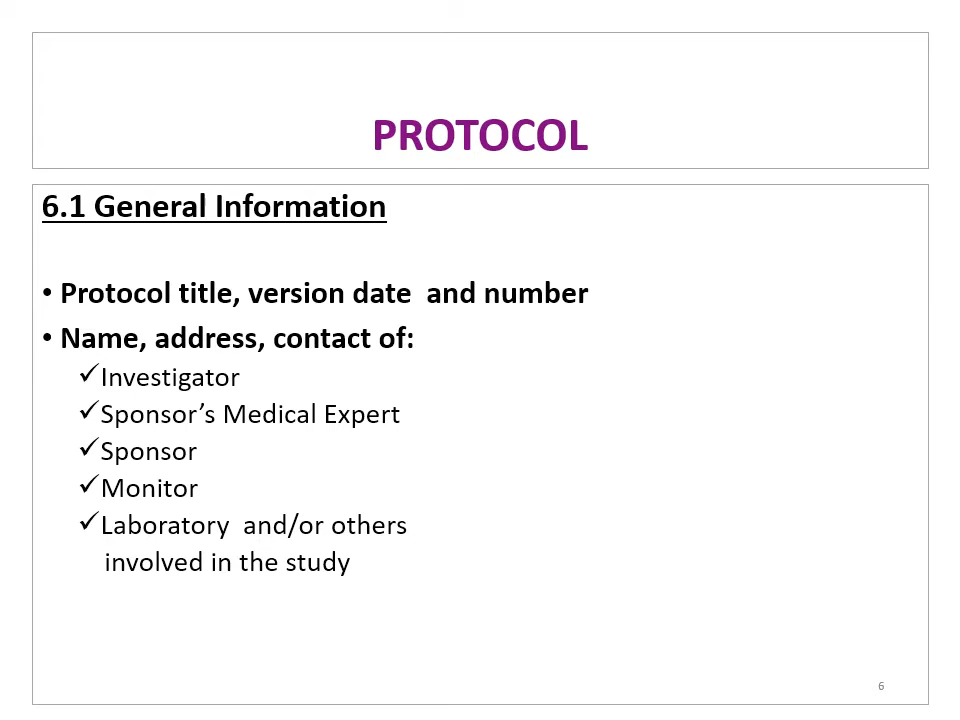 PROTOCOL
6.1 General Information
• Protocol title, version date  and number
• Name, address, contact of:
✓Investigator
✓Sponsor’s Medical Expert
✓Sponsor
✓Monitor
✓Laboratory  and/or others
involved in the study
6